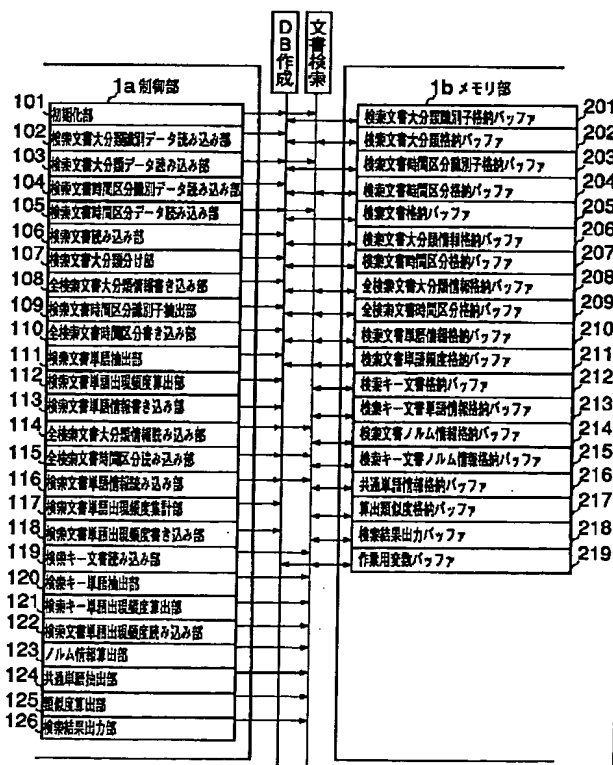 DB作成
文書検索
1a 制御部
101 初期化部
102 検索文書大分類識別データ読み込み部
103 検索文書大分類データ読み込み部
104 検索文書時間区分識別データ読み込み部
105 検索文書時間区分データ読み込み部
106 検索文書読み込み部
107 検索文書大分類分け部
108 全検索文書大分類情報書き込み部
109 検索文書時間区分識別子抽出部
110 全検索文書時間区分書き込み部
111 検索文書単語抽出部
112 検索文書単語出現頻度算出部
113 検索文書単語情報書き込み部
114 全検索文書大分類情報読み込み部
115 全検索文書時間区分読み込み部
116 検索文書単語情報読み込み部
117 検索文書単語出現頻度集計部
118 検索文書単語出現頻度書き込み部
119 検索キー文書読み込み部
120 検索キー単語抽出部
121 検索キー単語出現頻度算出部
122 検索文書単語出現頻度読み込み部
123 ノルム情報算出部
124 共通単語抽出部
125 類似度算出部
126 検索結果出力部
1b メモリ部
検索文書大分類識別子格納バッファ 201
検索文書大分類格納バッファ 202
検索文書時間区分識別子格納バッファ 203
検索文書時間区分格納バッファ 204
検索文書格納バッファ 205
検索文書大分類情報格納バッファ 206
検索文書時間区分格納バッファ 207
全検索文書大分類情報格納バッファ 208
全検索文書時間区分格納バッファ 209
検索文書単語情報格納バッファ 210
検索文書単語頻度格納バッファ 211
検索キー文書格納バッファ 212
検索キー文書単語情報格納バッファ 213
検索文書ノルム情報格納バッファ 214
検索キー文書ノルム情報格納バッファ 215
共通単語情報格納バッファ 216
算出類似度格納バッファ 217
検索結果出力バッファ 218
作業用変数バッファ 219